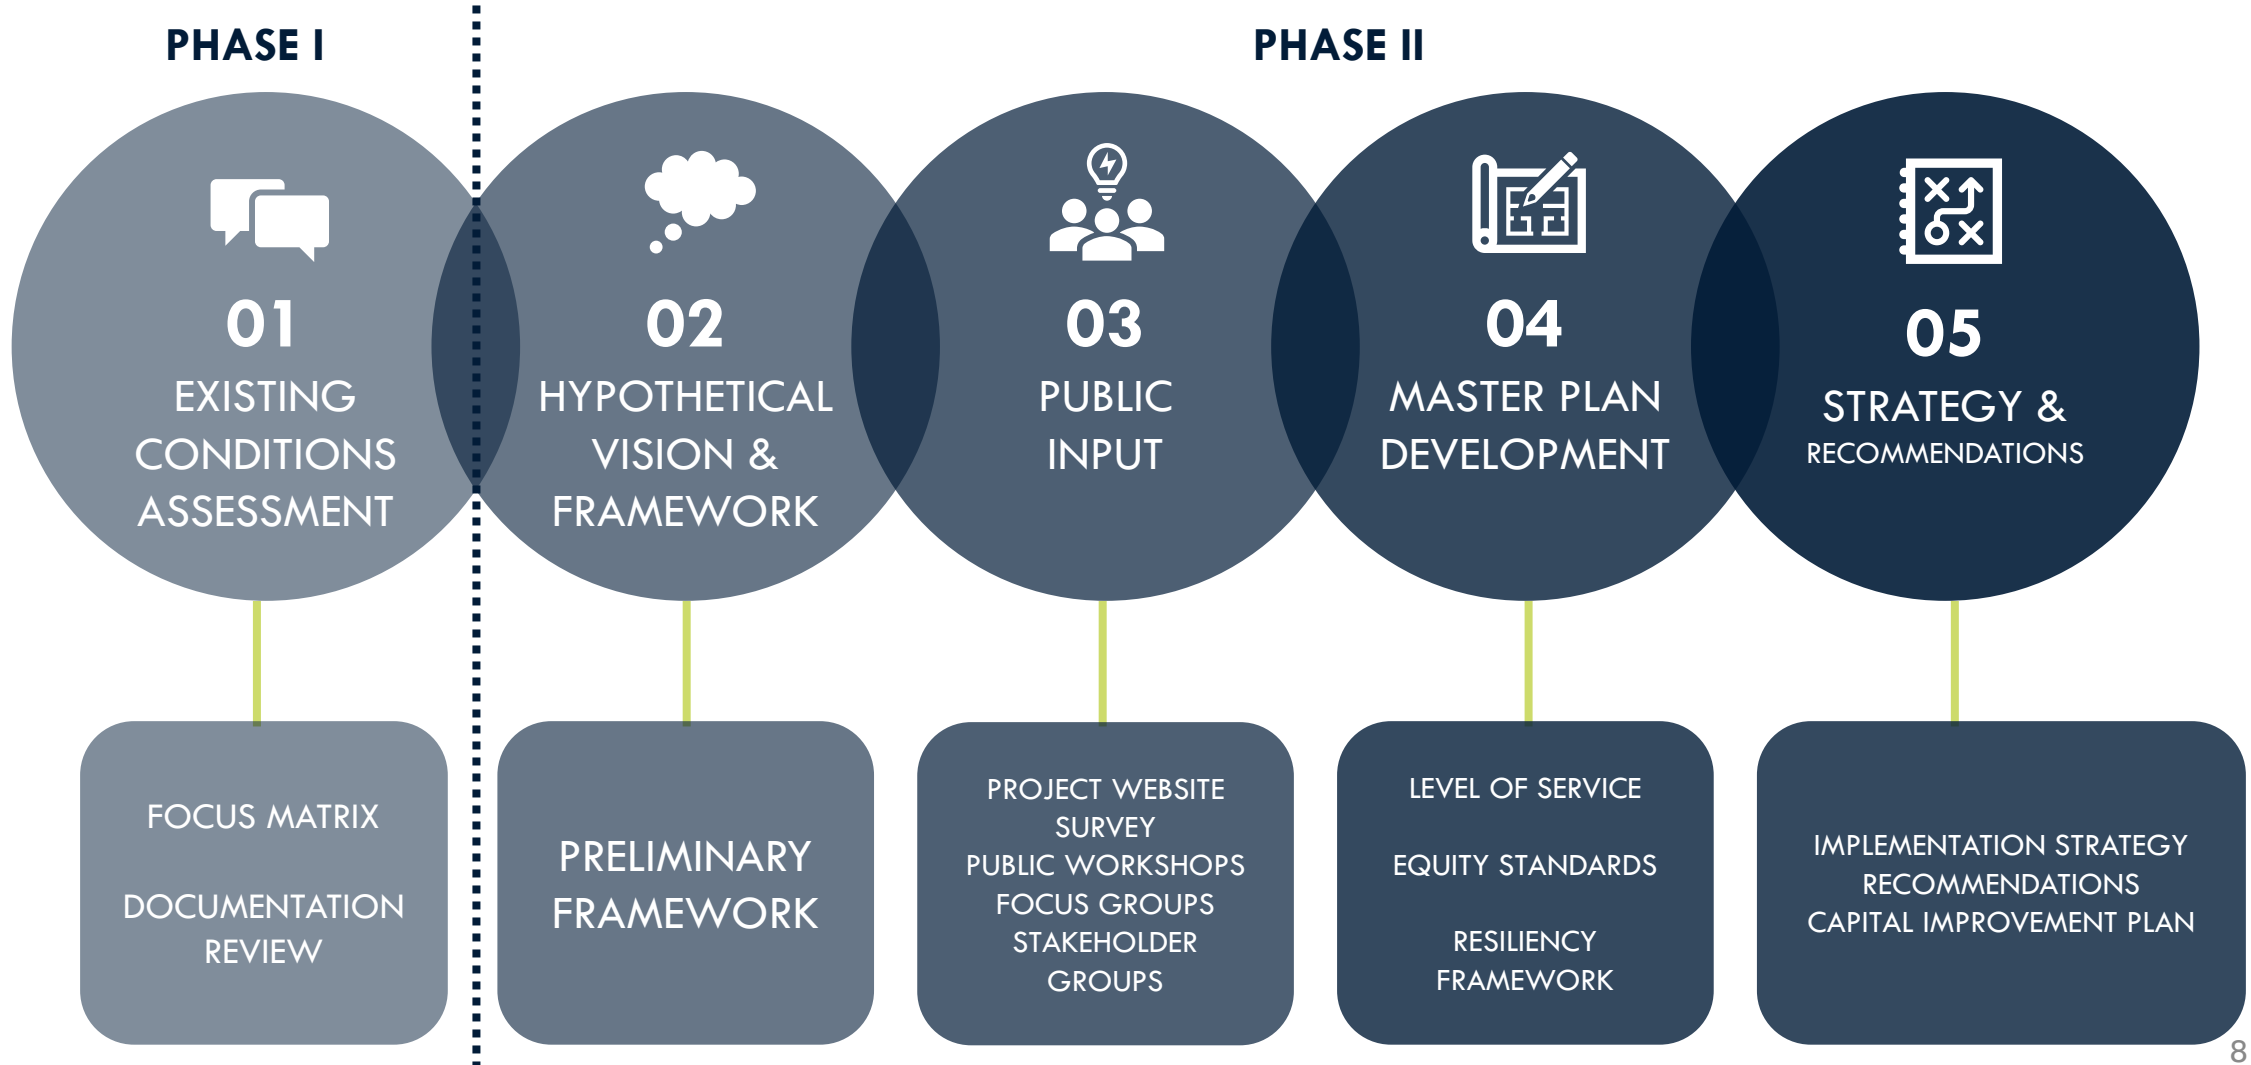 PHASE I
PHASE II
01
EXISTING
CONDITIONS
ASSESSMENT
02
HYPOTHETICAL
VISION &
FRAMEWORK
03
PUBLIC
INPUT
04
MASTER PLAN
DEVELOPMENT
05
STRATEGY &
RECOMMENDATIONS
FOCUS MATRIX
DOCUMENTATION
REVIEW
PRELIMINARY
FRAMEWORK
PROJECT WEBSITE
SURVEY
PUBLIC WORKSHOPS
FOCUS GROUPS
STAKEHOLDER
GROUPS
LEVEL OF SERVICE
EQUITY STANDARDS
RESILIENCY
FRAMEWORK
IMPLEMENTATION STRATEGY
RECOMMENDATIONS
CAPITAL IMPROVEMENT PLAN
8